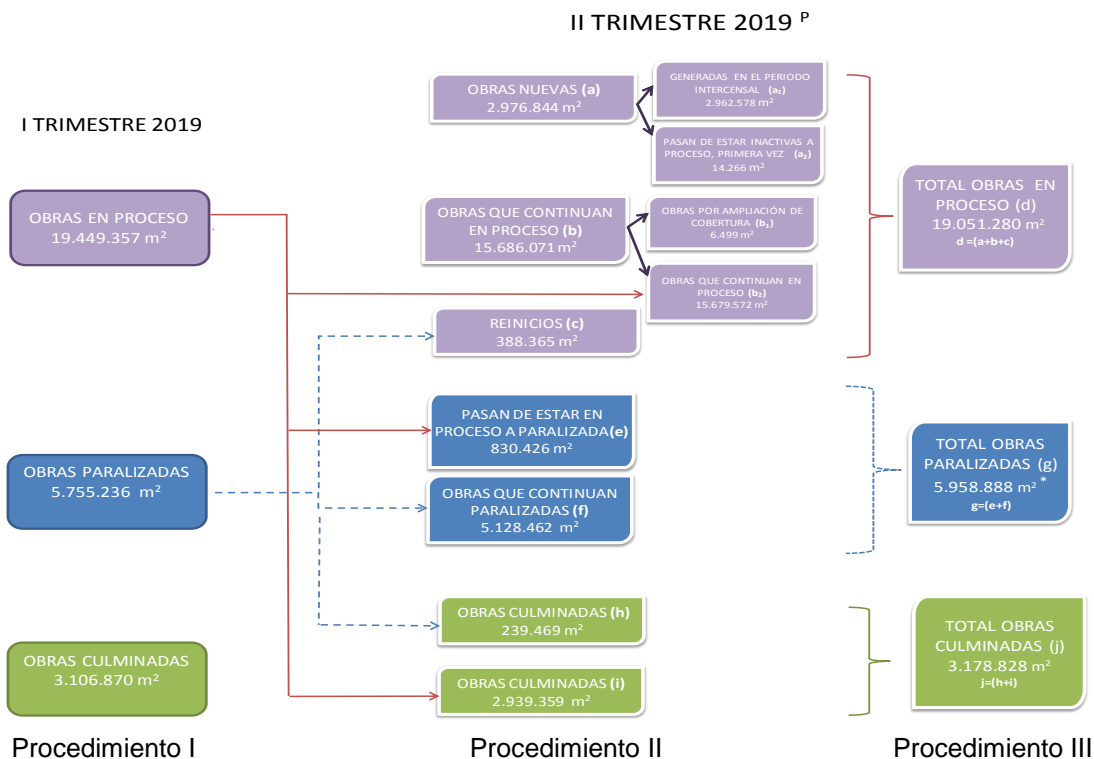 II TRIMESTRE 2019 ᴾ
I TRIMESTRE 2019
OBRAS EN PROCESO
19.449.357 m²
OBRAS PARALIZADAS
5.755.236 m²
OBRAS CULMINADAS
3.106.870 m²
Procedimiento I
OBRAS NUEVAS (a)
2.976.844 m²
GENERADAS EN EL PERIODO
INTERCENSAL (a₁)
2.962.578 m²
PASAN DE ESTAR INACTIVAS A
PROCESO, PRIMERA VEZ (a₂)
14.266 m²
OBRAS QUE CONTINUAN
EN PROCESO (b)
15.686.071 m²
OBRAS POR AMPLIACIÓN DE
COBERTURA (b₁)
6.499 m²
OBRAS QUE CONTINUAN EN
PROCESO (b₂)
15.679.572 m²
REINICIOS (c)
388.365 m²
PASAN DE ESTAR EN
PROCESO A PARALIZADA(e)
830.426 m²
OBRAS QUE CONTINUAN
PARALIZADAS (f)
5.128.462 m²
OBRAS CULMINADAS (h)
239.469 m²
OBRAS CULMINADAS (i)
2.939.359 m²
Procedimiento II
TOTAL OBRAS EN
PROCESO (d)
19.051.280 m²
d =(a+b+c)
TOTAL OBRAS
PARALIZADAS (g)
5.958.888 m² *
g=(e+f)
TOTAL OBRAS
CULMINADAS (j)
3.178.828 m²
j=(h+i)
Procedimiento III